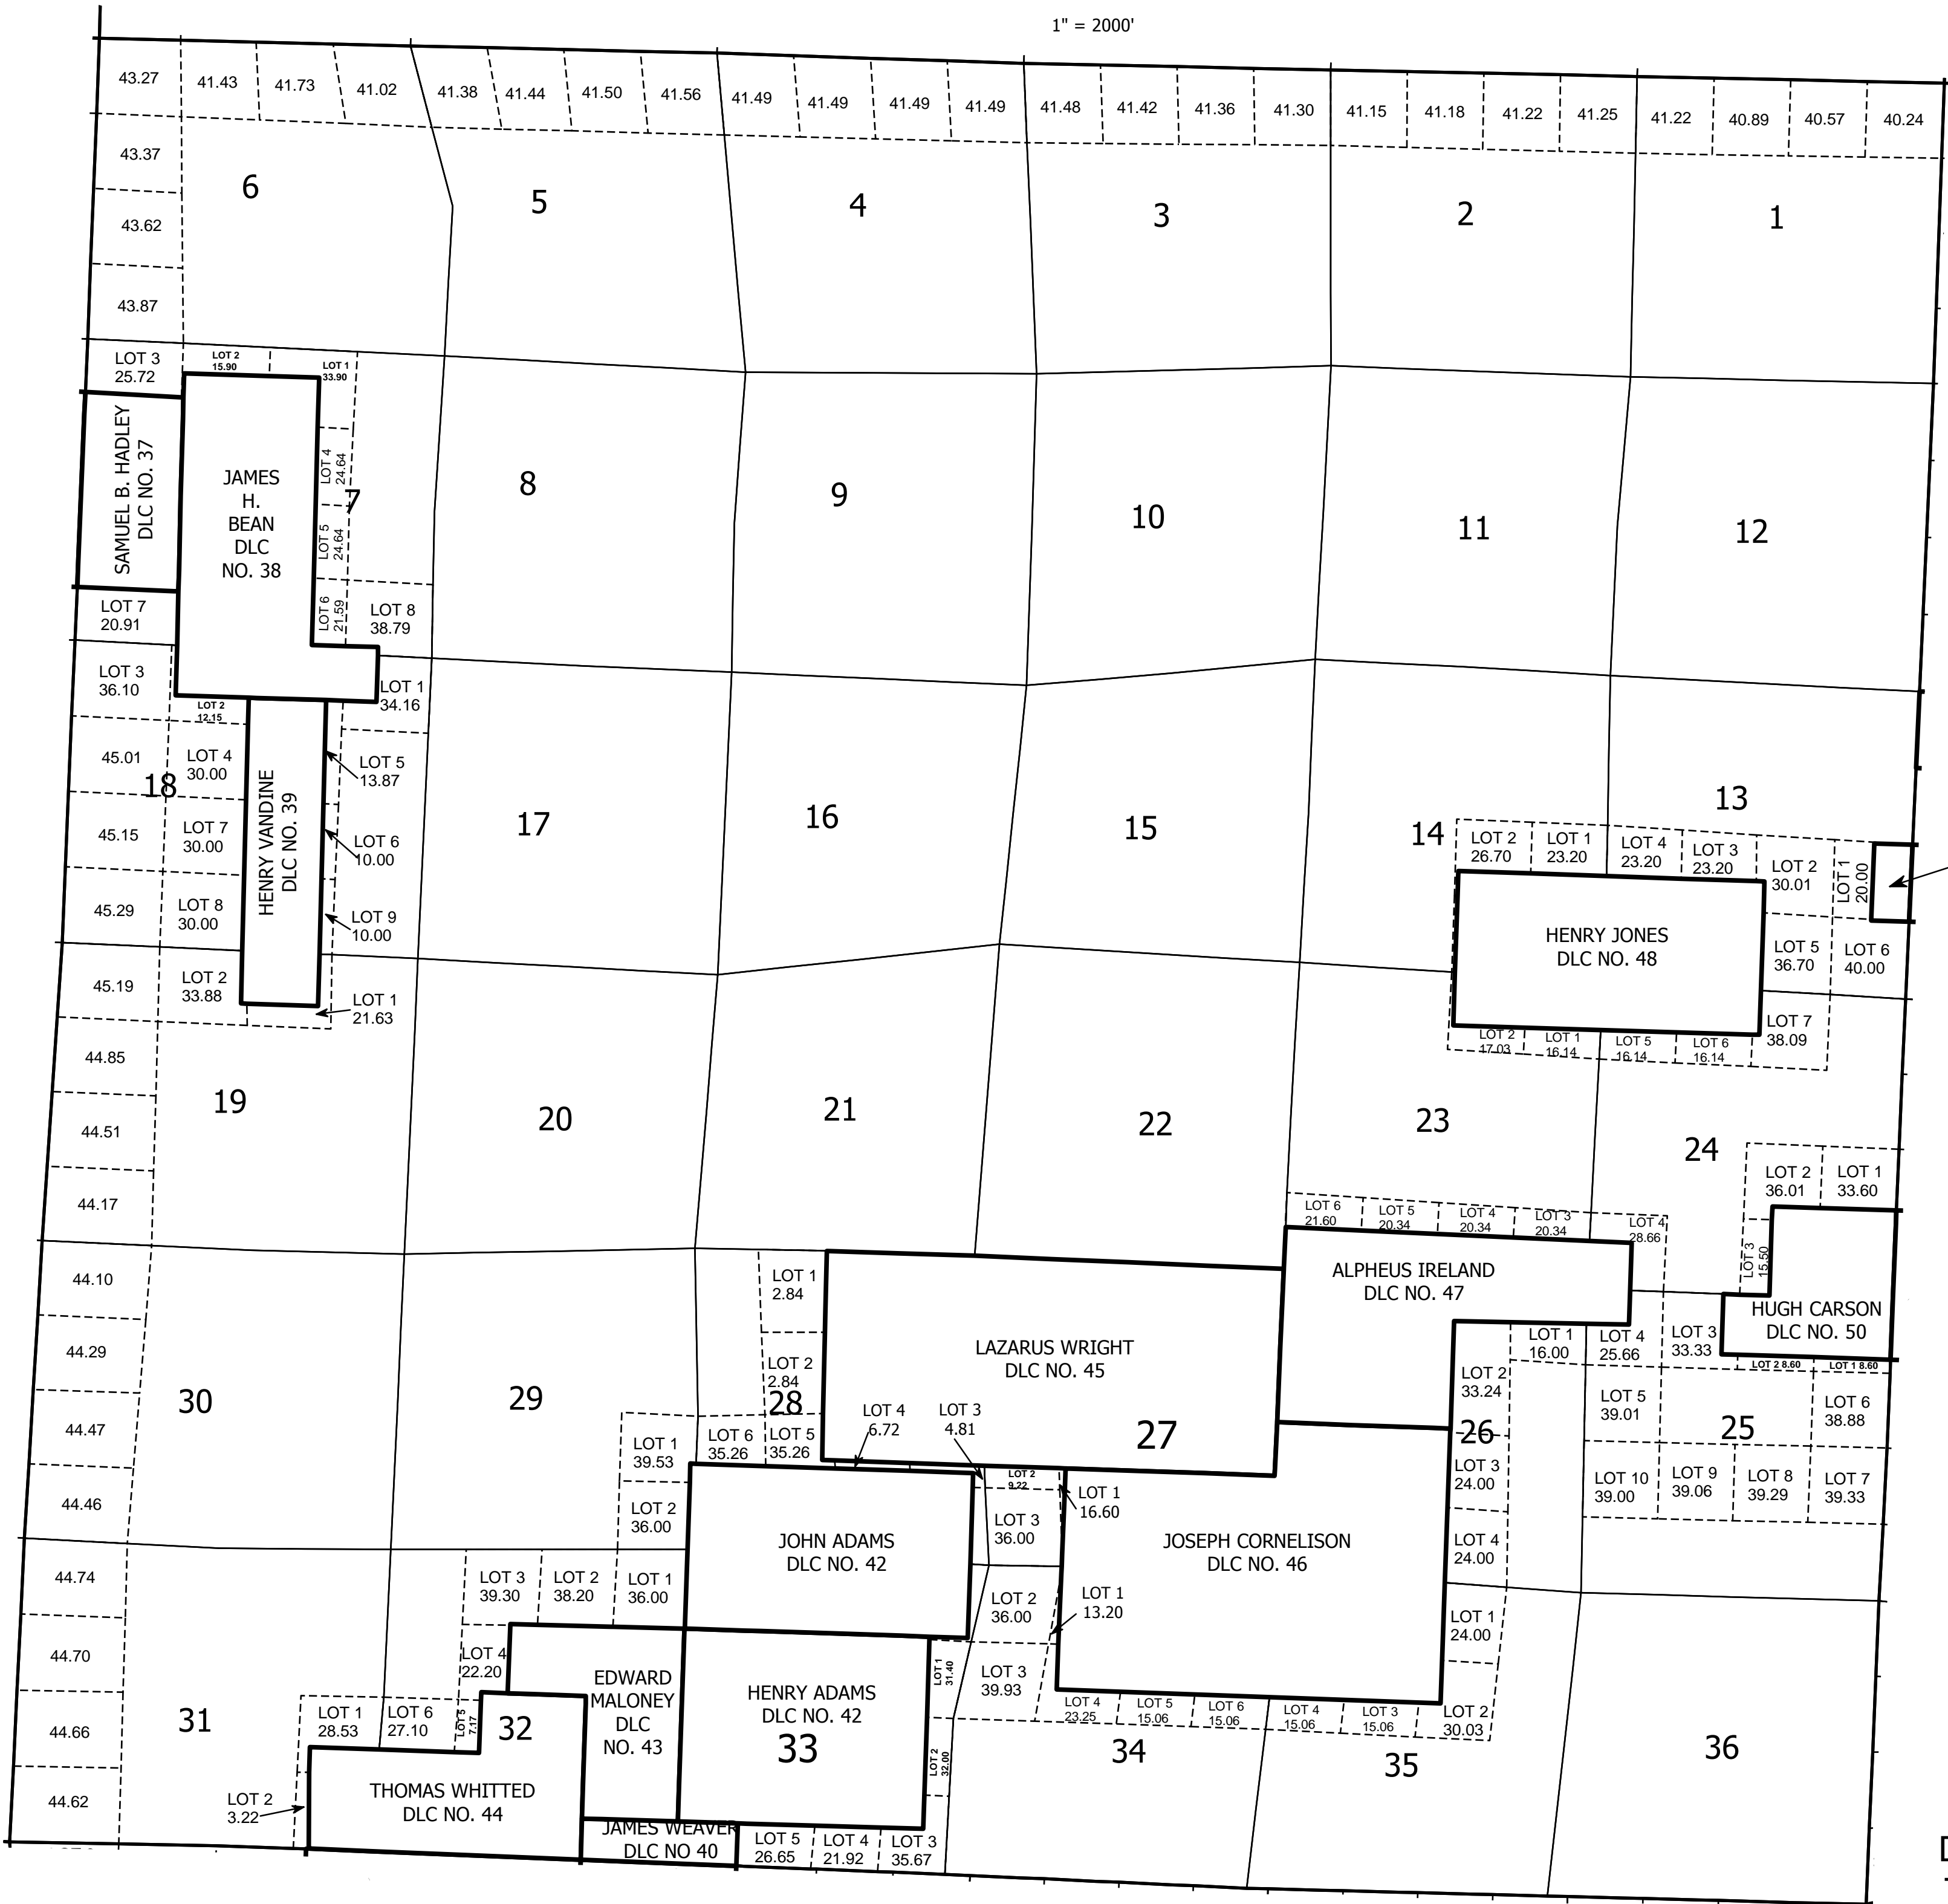 1" = 2000'
43.27
41.43
41.73
41.02
41.38
41.44
41.50
41.56
41.49
41.49
41.49
41.49
41.48
41.42
41.36
41.30
41.15
41.18
41.22
41.25
41.22
40.89
40.57
40.24
43.37
43.62
43.87
6
5
4
3
2
1
LOT 3
25.72
LOT 2
15.90
LOT 1
33.90
SAMUEL B. HADLEY
DLC NO. 37
JAMES
H.
BEAN
DLC
NO. 38
LOT 4
24.64
7
LOT 5
24.64
LOT 6
21.59
LOT 8
38.79
LOT 7
20.91
8
9
10
11
12
LOT 3
36.10
LOT 2
12.15
LOT 1
34.16
45.01
LOT 4
30.00
18
LOT 5
13.87
HENRY VANDINE
DLC NO. 39
45.15
LOT 7
30.00
LOT 6
10.00
45.29
LOT 8
30.00
LOT 9
10.00
17
16
15
14
13
LOT 2
26.70
LOT 1
23.20
LOT 4
23.20
LOT 3
23.20
LOT 2
30.01
LOT 1
20.00
HENRY JONES
DLC NO. 48
LOT 5
36.70
LOT 6
40.00
45.19
LOT 2
33.88
LOT 1
21.63
LOT 2
17.03
LOT 1
16.14
LOT 5
16.14
LOT 6
16.14
LOT 7
38.09
44.85
44.51
44.17
19
20
21
22
23
24
LOT 2
36.01
LOT 1
33.60
LOT 3
15.50
LOT 6
21.60
LOT 5
20.34
LOT 4
20.34
LOT 3
20.34
LOT 4
28.66
ALPHEUS IRELAND
DLC NO. 47
HUGH CARSON
DLC NO. 50
44.10
44.29
44.47
44.46
30
29
LOT 1
2.84
LOT 2
2.84
28
LAZARUS WRIGHT
DLC NO. 45
27
LOT 4
6.72
LOT 3
4.81
LOT 1
16.00
LOT 4
25.66
LOT 3
33.33
LOT 2 8.60
LOT 1 8.60
LOT 2
33.24
26
LOT 5
39.01
25
LOT 6
38.88
LOT 1
39.53
LOT 6
35.26
LOT 5
35.26
LOT 2
9.22
LOT 1
16.60
LOT 3
24.00
LOT 10
39.00
LOT 9
39.06
LOT 8
39.29
LOT 7
39.33
LOT 2
36.00
JOHN ADAMS
DLC NO. 42
LOT 3
36.00
JOSEPH CORNELISON
DLC NO. 46
LOT 4
24.00
44.74
LOT 3
39.30
LOT 2
38.20
LOT 1
36.00
LOT 2
36.00
LOT 1
13.20
LOT 1
24.00
44.70
LOT 4
22.20
EDWARD
MALONEY
DLC
NO. 43
HENRY ADAMS
DLC NO. 42
33
LOT 1
31.40
LOT 3
39.93
44.66
31
LOT 1
28.53
LOT 6
27.10
LOT 5
7.17
32
LOT 4
23.25
LOT 5
15.06
LOT 6
15.06
LOT 4
15.06
LOT 3
15.06
LOT 2
30.03
LOT 2
32.00
34
35
36
44.62
LOT 2
3.22
THOMAS WHITTED
DLC NO. 44
JAMES WEAVER
DLC NO 40
LOT 5
26.65
LOT 4
21.92
LOT 3
35.67